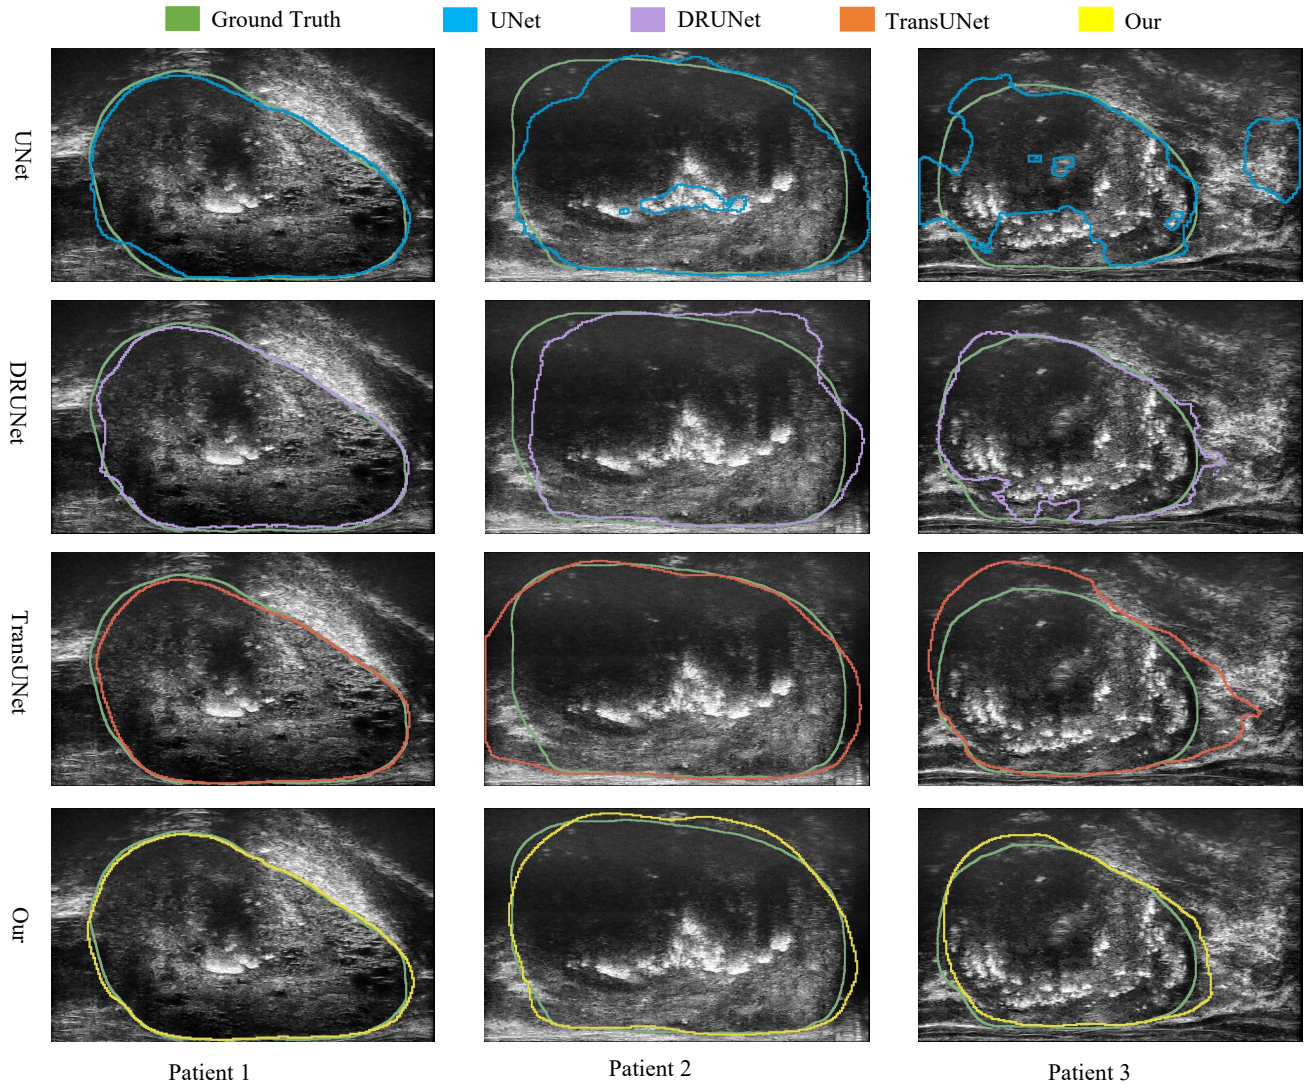 Ground Truth UNet DRUNet TransUNet Our
UNet
DRUNet
TransUNet
Our
Patient 1 Patient 2 Patient 3